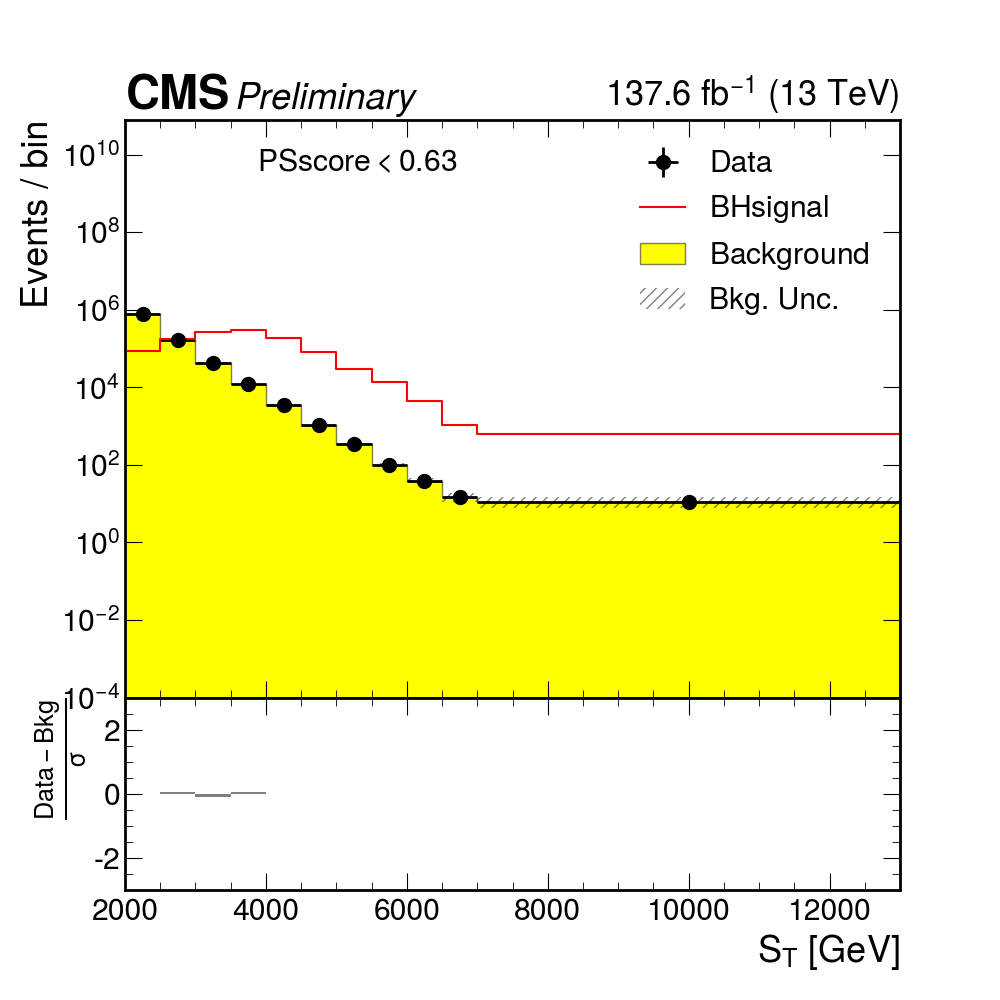 CMS Preliminary 137.6 fb⁻¹ (13 TeV)
Events / bin
PSscore < 0.63
Data
BHsignal
Background
Bkg. Unc.
10¹⁰
10⁸
10⁶
10⁴
10²
10⁰
10⁻²
10⁻⁴
Data − Bkg
σ
2
0
-2
2000 4000 6000 8000 10000 12000
S_T [GeV]